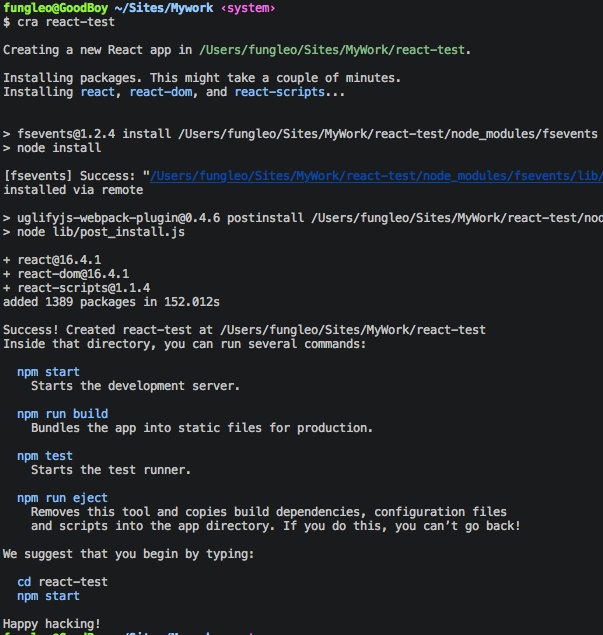 fungleo@GoodBoy ~/Sites/Mywork ‹system›
$ cra react-test
Creating a new React app in /Users/fungleo/Sites/Mywork/react-test.
Installing packages. This might take a couple of minutes.
Installing react, react-dom, and react-scripts...
> fsevents@1.2.4 install /Users/fungleo/Sites/MyWork/react-test/node_modules/fsevents
> node install
[fsevents] Success: "/Users/fungleo/Sites/MyWork/react-test/node_modules/fsevents/lib/
installed via remote
> uglifyjs-webpack-plugin@0.4.6 postinstall /Users/fungleo/Sites/MyWork/react-test/nod
> node lib/post_install.js
+ react@16.4.1
+ react-dom@16.4.1
+ react-scripts@1.1.4
added 1389 packages in 152.012s
Success! Created react-test at /Users/fungleo/Sites/MyWork/react-test
Inside that directory, you can run several commands:
npm start
Starts the development server.
npm run build
Bundles the app into static files for production.
npm test
Starts the test runner.
npm run eject
Removes this tool and copies build dependencies, configuration files
and scripts into the app directory. If you do this, you can’t go back!
We suggest that you begin by typing:
cd react-test
npm start
Happy hacking!